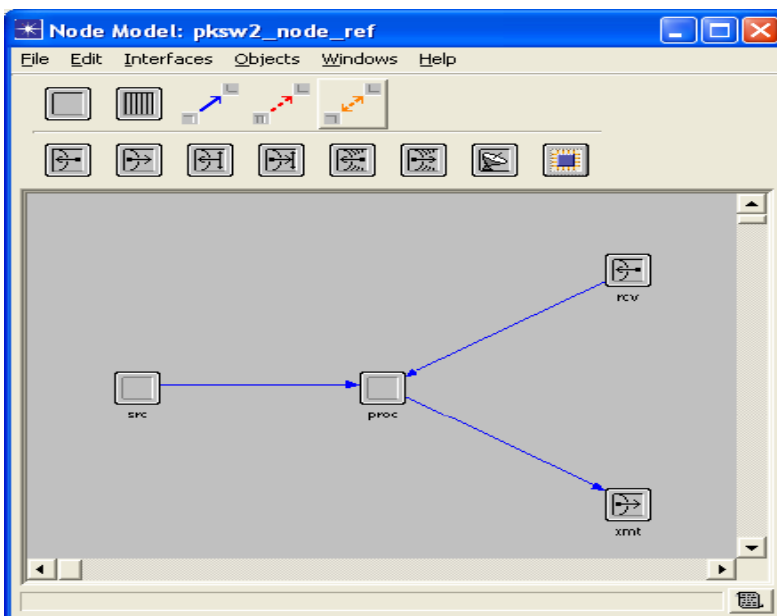 Node Model: pksw2_node_ref
File Edit Interfaces Objects Windows Help
rcv
src
proc
xmt